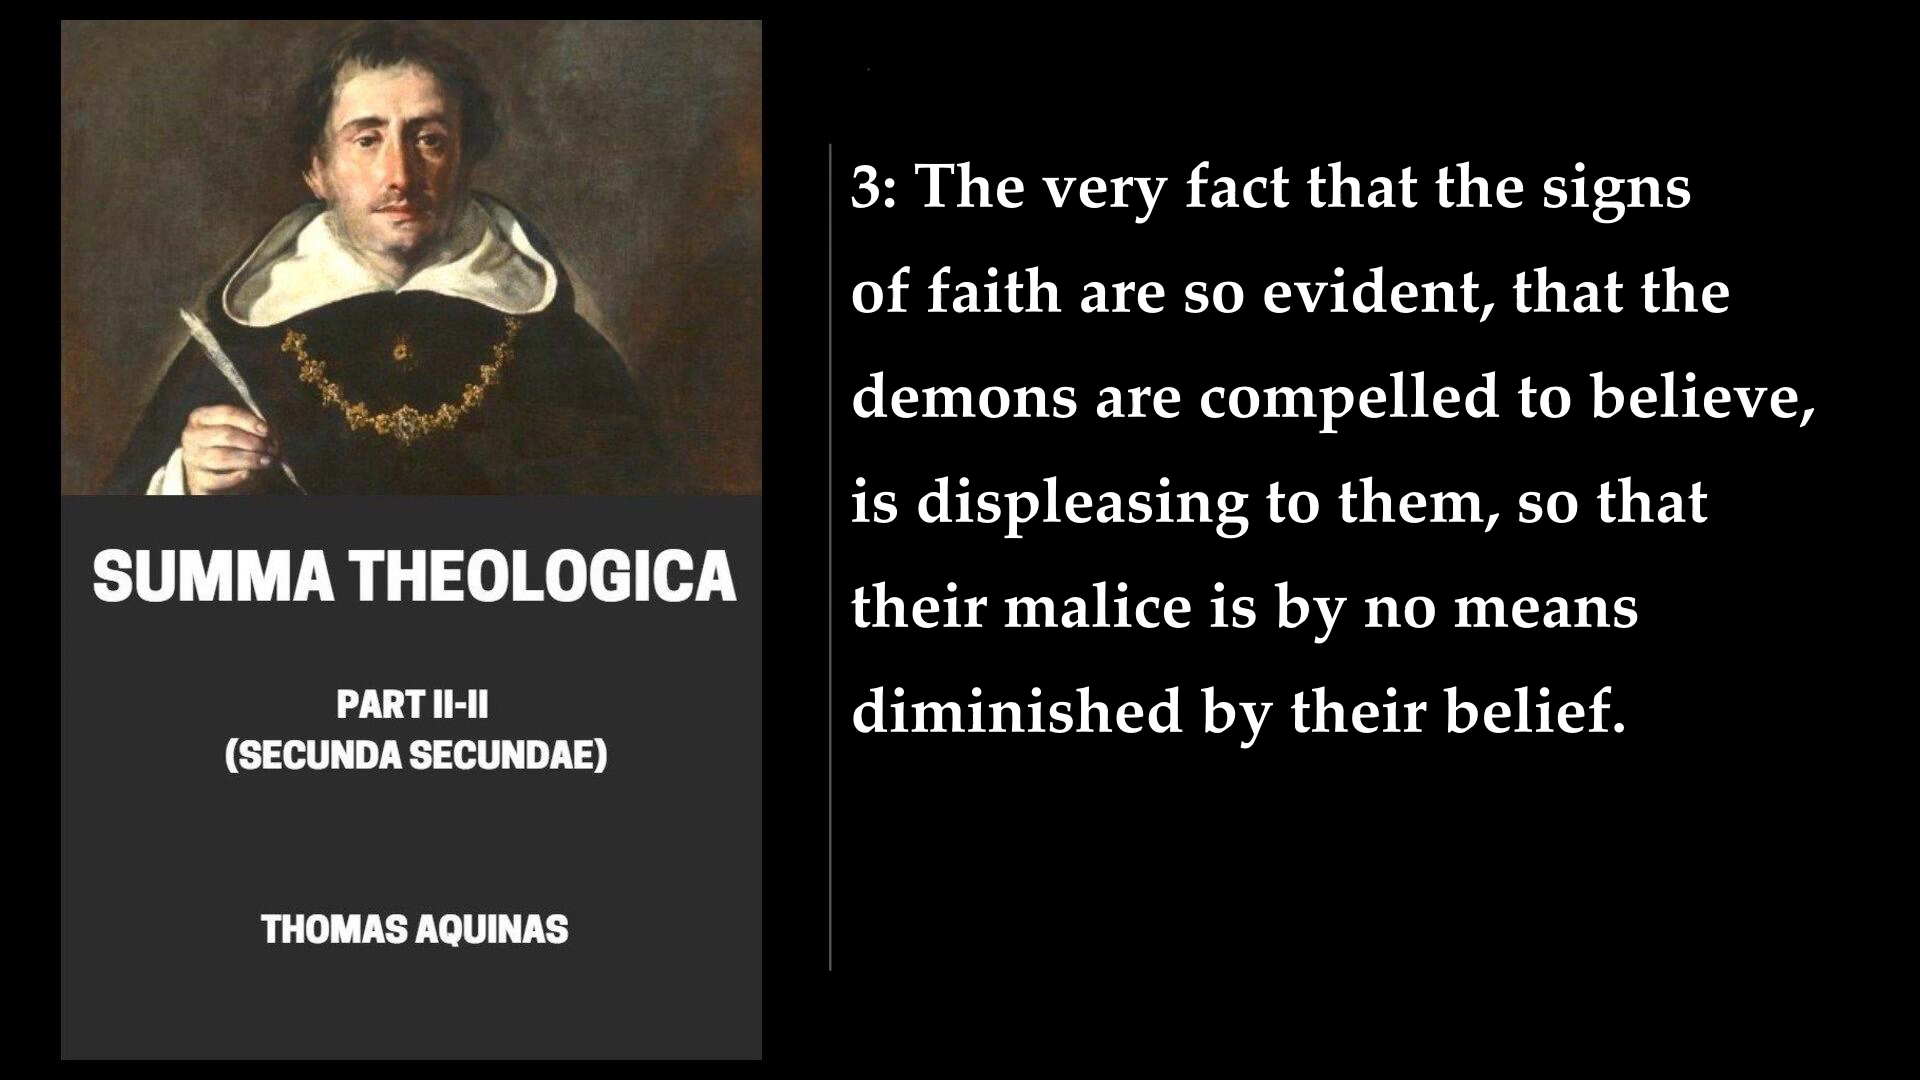 SUMMA THEOLOGICA
PART II-II
(SECUNDA SECUNDAE)
THOMAS AQUINAS
3: The very fact that the signs
of faith are so evident, that the
demons are compelled to believe,
is displeasing to them, so that
their malice is by no means
diminished by their belief.